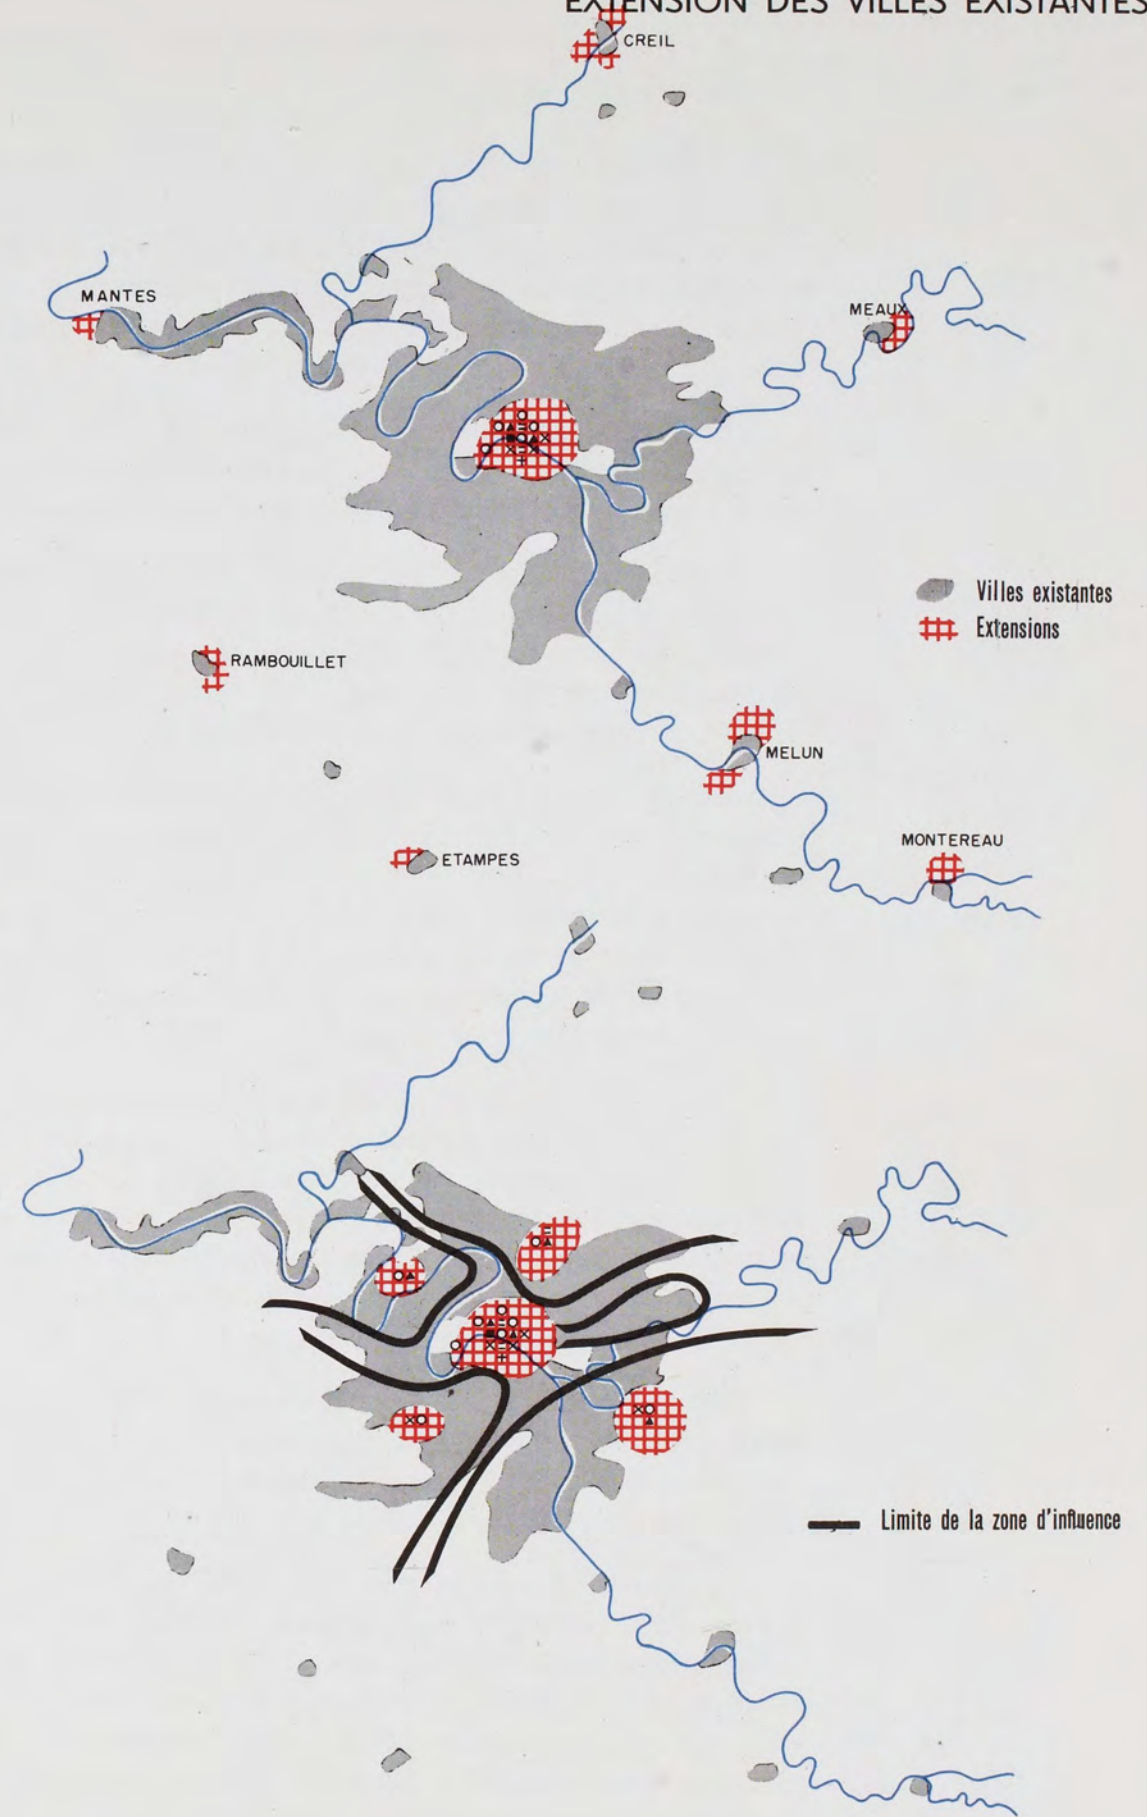 EXTENSION DES VILLES EXISTANTES
CREIL
MANTES
MEAUX
Villes existantes
Extensions
RAMBOUILLET
MELUN
MONTEREAU
ETAMPES
Limite de la zone d'influence